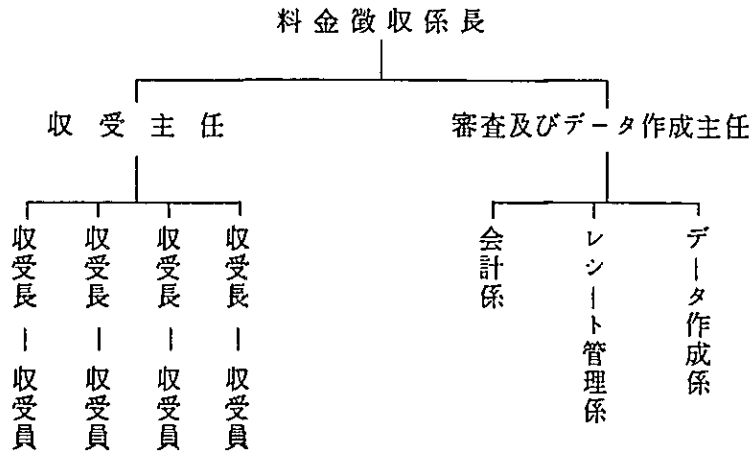 料金徴収係長
収受主任
審査及びデータ作成主任
収受長－収受員
収受長－収受員
収受長－収受員
収受長－収受員
会計係
レシート管理係
データ作成係